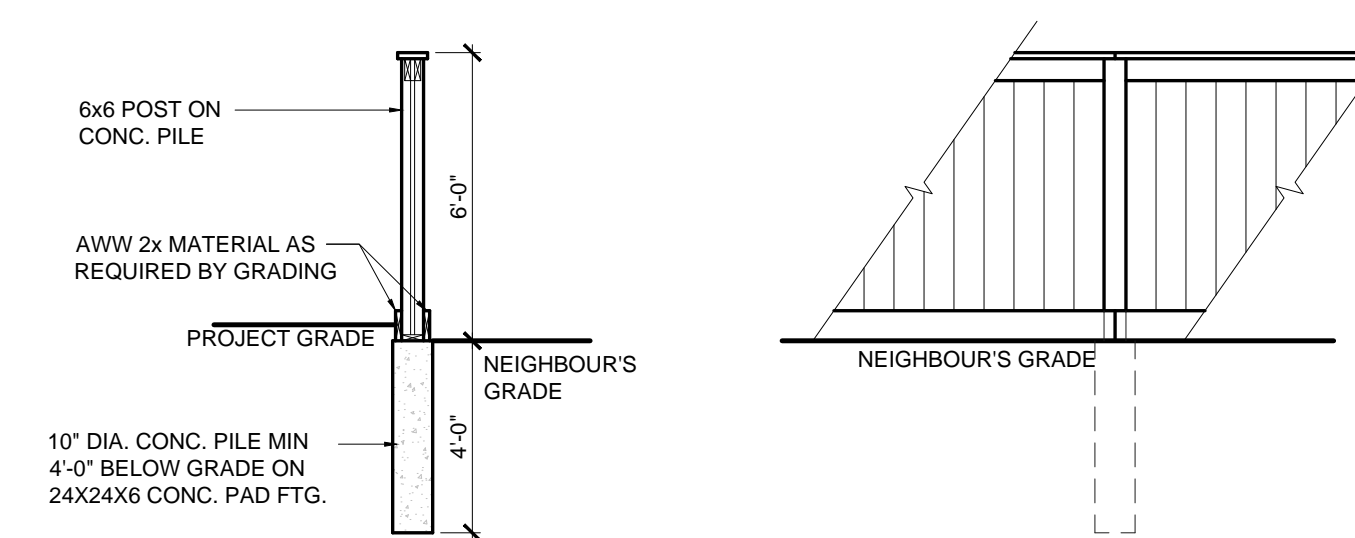 6x6 POST ON
CONC. PILE
6'-0"
AWW 2x MATERIAL AS
REQUIRED BY GRADING
PROJECT GRADE
NEIGHBOUR'S
GRADE
10" DIA. CONC. PILE MIN
4'-0" BELOW GRADE ON
24X24X6 CONC. PAD FTG.
4'-0"
NEIGHBOUR'S GRADE